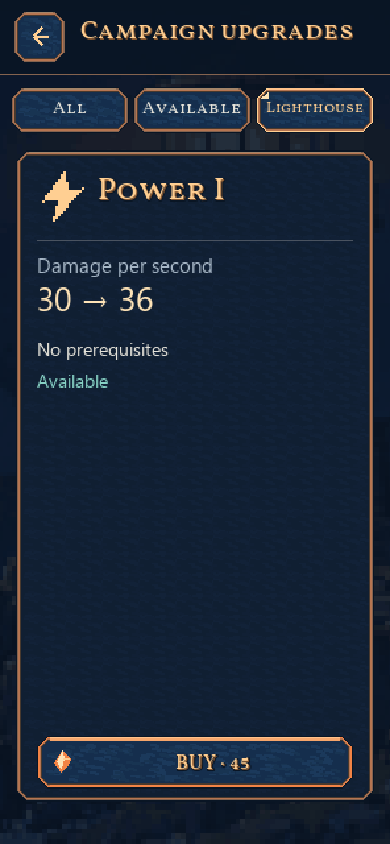 Campaign upgrades
All
Available
Lighthouse
Power I
Damage per second
30 → 36
No prerequisites
Available
BUY · 45